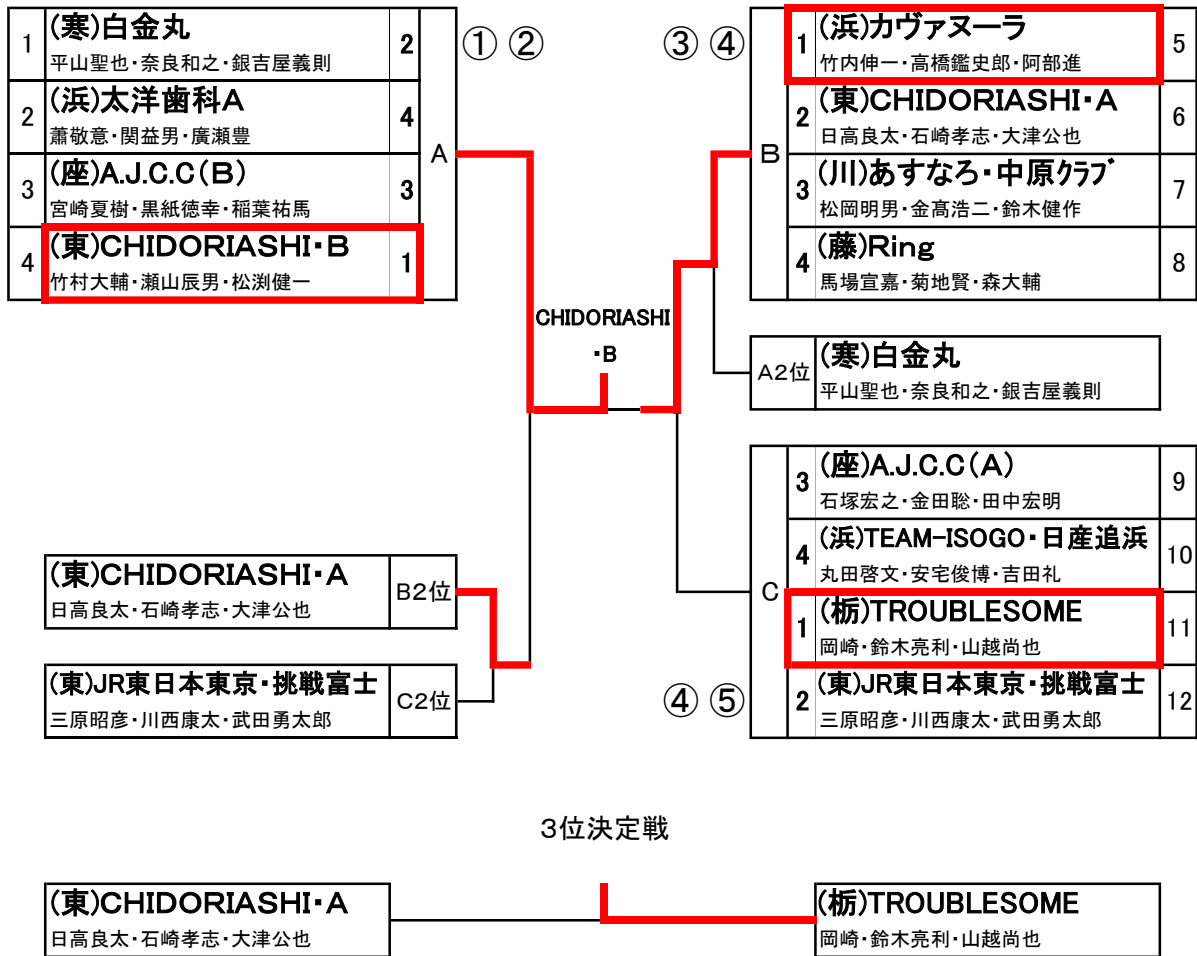 1 (寒)白金丸 2
平山聖也・奈良和之・銀吉屋義則
2 (浜)太洋歯科A 4
蕭敬意・関益男・廣瀬豊
3 (座)A.J.C.C(B) 3
宮崎夏樹・黒紙徳幸・稲葉祐馬
4 (東)CHIDORIASHI・B 1
竹村大輔・瀬山辰男・松渕健一
A
① ②
③ ④
B
1 (浜)カヴァヌーラ 5
竹内伸一・高橋鑑史郎・阿部進
2 (東)CHIDORIASHI・A 6
日高良太・石崎孝志・大津公也
3 (川)あすなろ・中原クラブ 7
松岡明男・金髙浩二・鈴木健作
4 (藤)Ring 8
馬場宣嘉・菊地賢・森大輔
CHIDORIASHI
・B
A2位 (寒)白金丸
平山聖也・奈良和之・銀吉屋義則
C
3 (座)A.J.C.C(A) 9
石塚宏之・金田聡・田中宏明
4 (浜)TEAM-ISOGO・日産追浜 10
丸田啓文・安宅俊博・吉田礼
1 (栃)TROUBLESOME 11
岡崎・鈴木亮利・山越尚也
2 (東)JR東日本東京・挑戦富士 12
三原昭彦・川西康太・武田勇太郎
④ ⑤
(東)CHIDORIASHI・A B2位
日高良太・石崎孝志・大津公也
(東)JR東日本東京・挑戦富士 C2位
三原昭彦・川西康太・武田勇太郎
3位決定戦
(東)CHIDORIASHI・A
日高良太・石崎孝志・大津公也
(栃)TROUBLESOME
岡崎・鈴木亮利・山越尚也